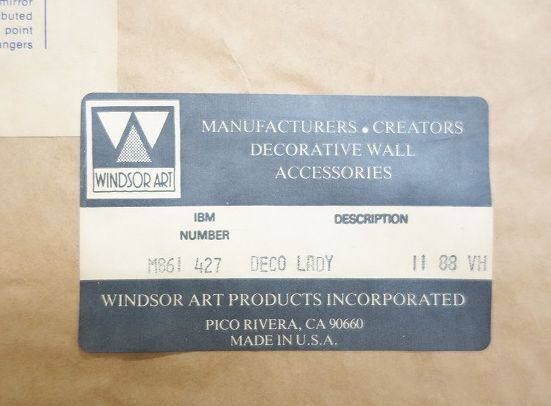 mirror
buted
point
angers
WINDSOR ART
MANUFACTURERS • CREATORS
DECORATIVE WALL
ACCESSORIES
IBM
NUMBER
DESCRIPTION
M861 427 DECO LADY 11 88 VH
WINDSOR ART PRODUCTS INCORPORATED
PICO RIVERA, CA 90660
MADE IN U.S.A.